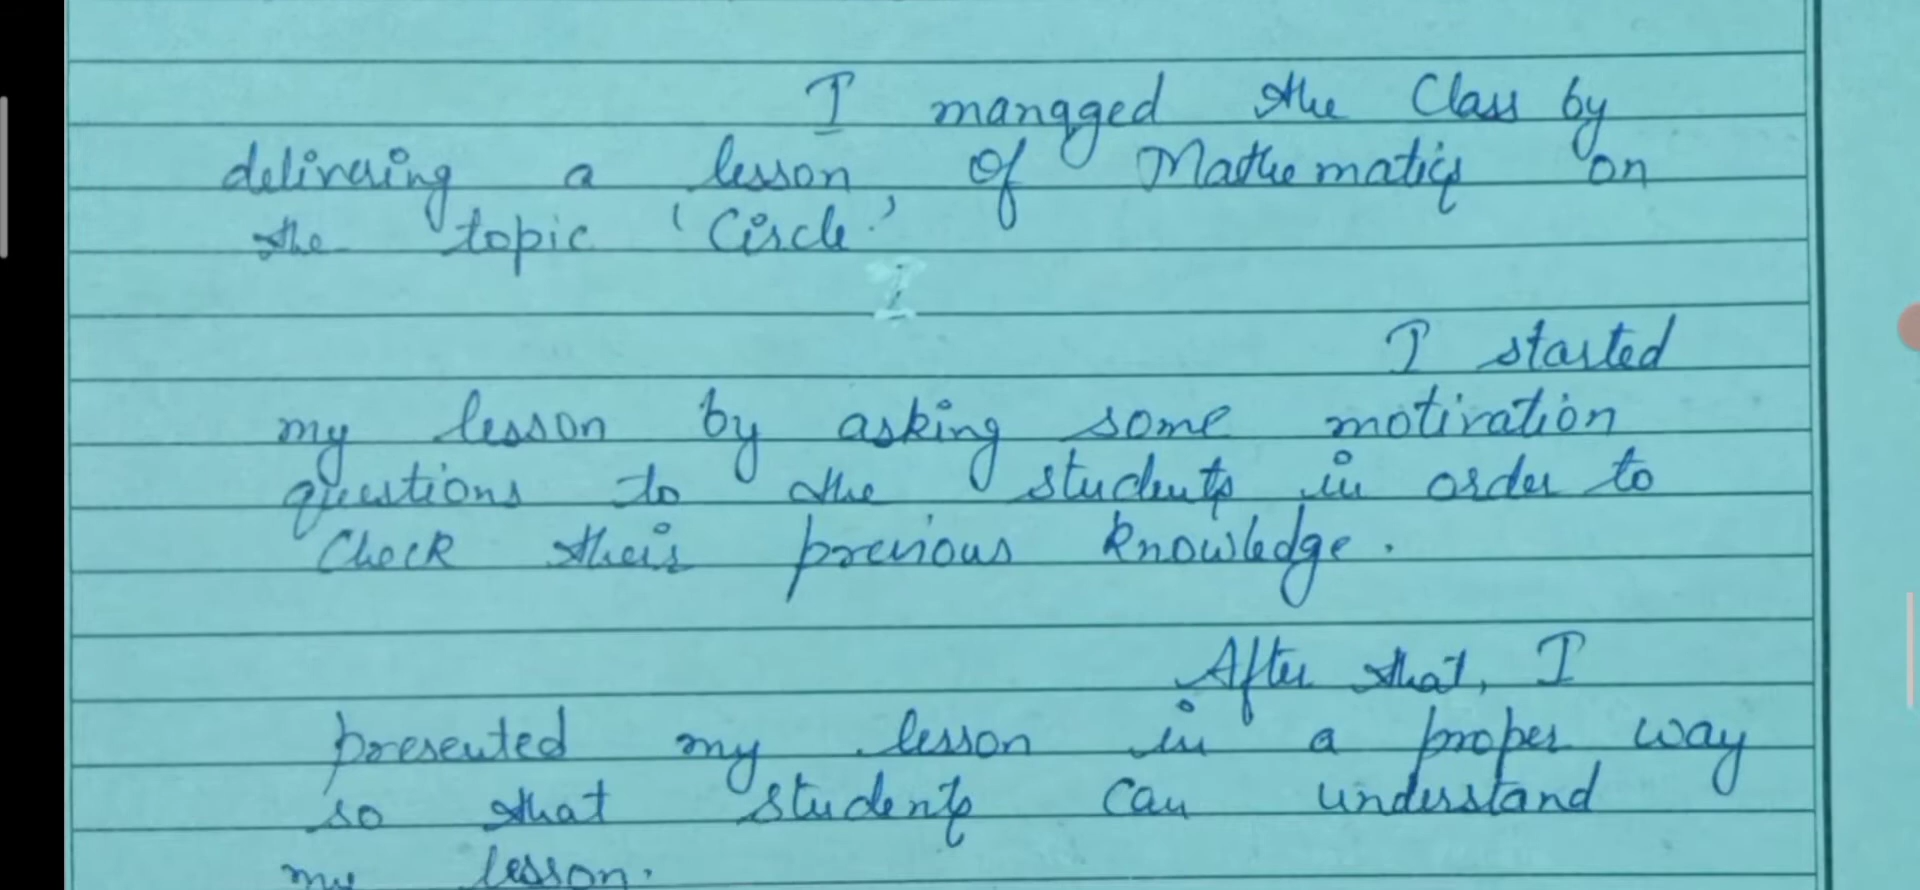 I mangged the Class by
delivering a lesson of Mathematics on
the topic 'Circle.'
I started
my lesson by asking some motivation
questions to the students in order to
Check their previous knowledge.
After that, I
presented my lesson in a proper way
so that students can understand
my lesson.